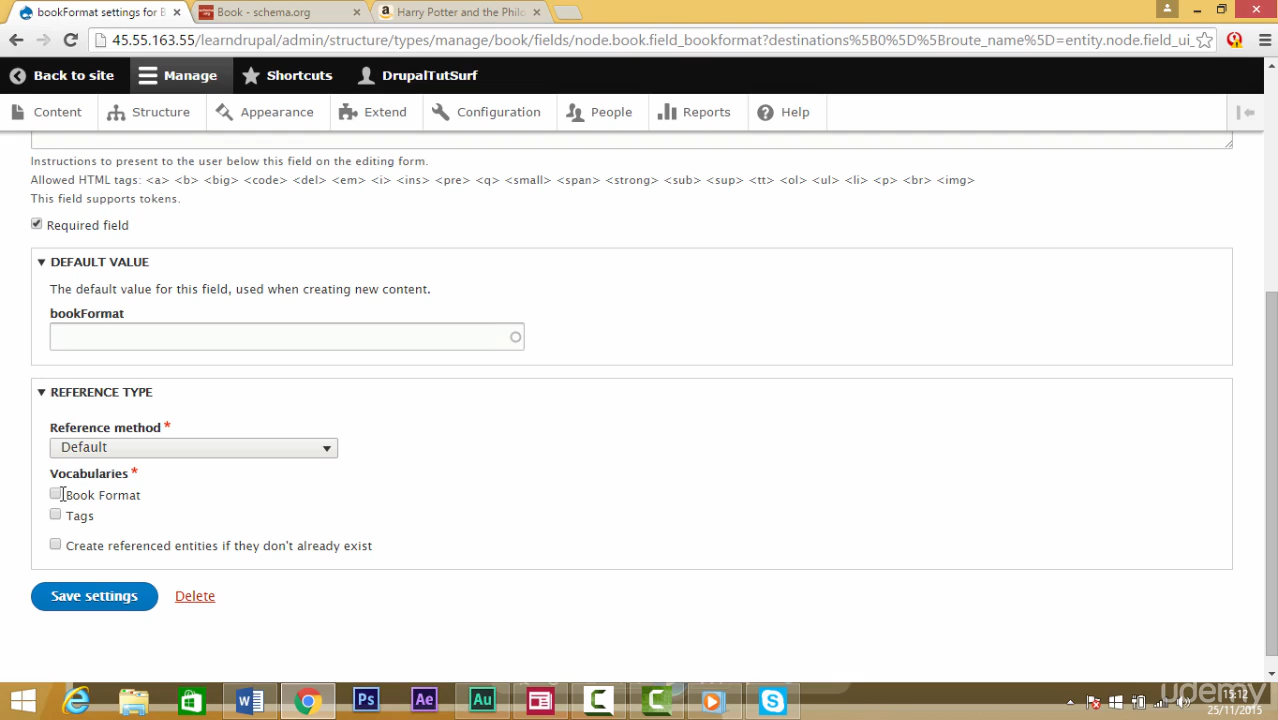 bookFormat settings for B
Book - schema.org
Harry Potter and the Philo
45.55.163.55/learndrupal/admin/structure/types/manage/book/fields/node.book.field_bookformat?destinations%5B0%5D%5Broute_name%5D=entity.node.field_ui_
Back to site
Manage
Shortcuts
DrupalTutSurf
Content
Structure
Appearance
Extend
Configuration
People
Reports
Help
Instructions to present to the user below this field on the editing form.
Allowed HTML tags: <a> <b> <big> <code> <del> <em> <i> <ins> <pre> <q> <small> <span> <strong> <sub> <sup> <tt> <ol> <ul> <li> <p> <br> <img>
This field supports tokens.
Required field
DEFAULT VALUE
The default value for this field, used when creating new content.
bookFormat
REFERENCE TYPE
Reference method *
Default
Vocabularies *
Book Format
Tags
Create referenced entities if they don't already exist
Save settings
Delete
Ps
Ae
Au
15:12
25/11/2015
udemy